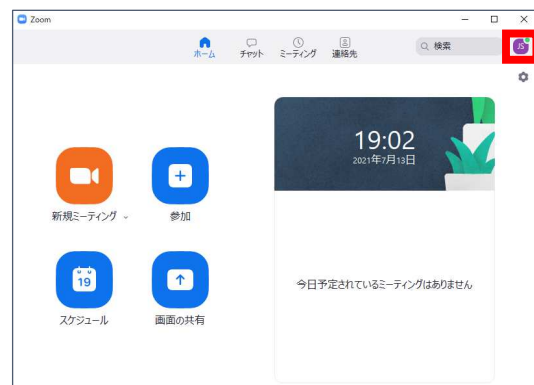 Zoom
ホーム
チャット
ミーティング
連絡先
検索
JS
19:02
2021年7月13日
新規ミーティング
参加
19
スケジュール
画面の共有
今日予定されているミーティングはありません